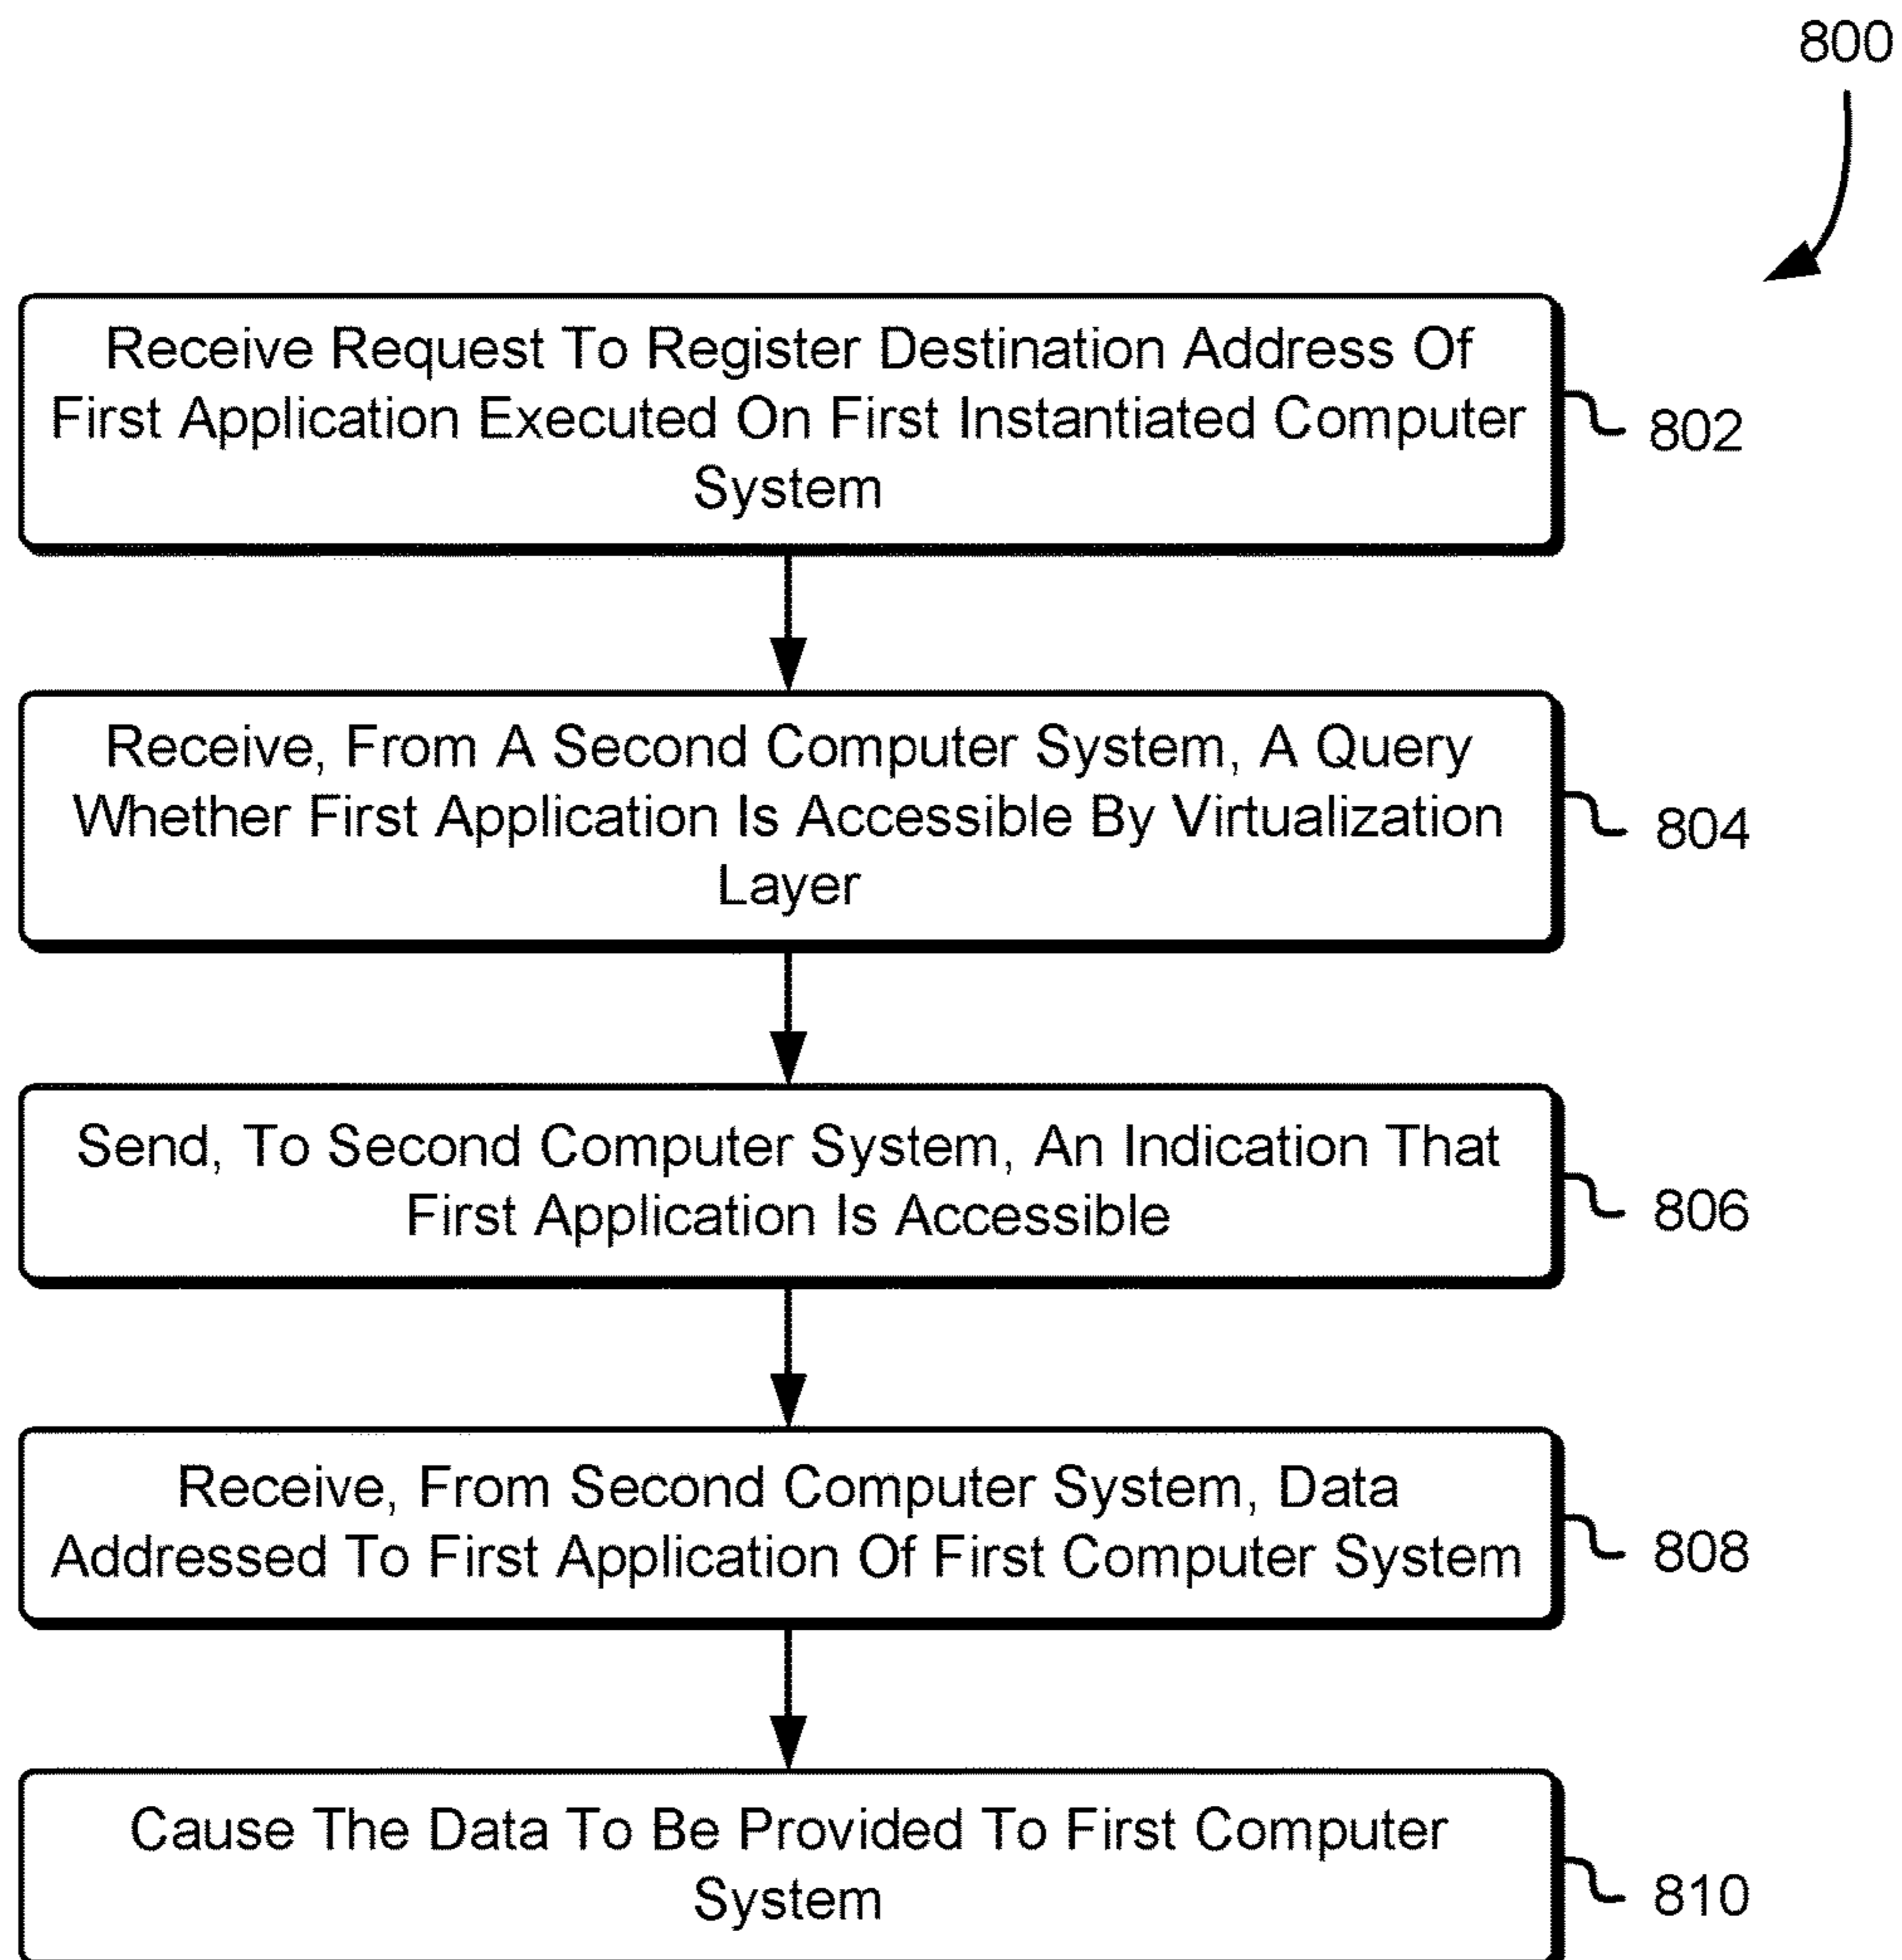 800
Receive Request To Register Destination Address Of
First Application Executed On First Instantiated Computer
System
802
Receive, From A Second Computer System, A Query
Whether First Application Is Accessible By Virtualization
Layer
804
Send, To Second Computer System, An Indication That
First Application Is Accessible
806
Receive, From Second Computer System, Data
Addressed To First Application Of First Computer System
808
Cause The Data To Be Provided To First Computer
System
810